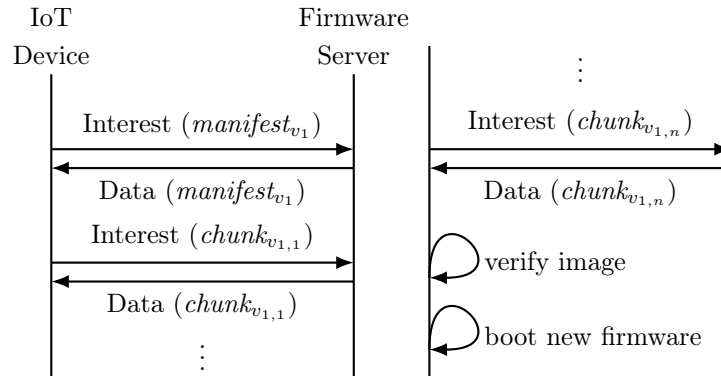 IoT
Device
Firmware
Server
Interest (manifest_{v_1})
Data (manifest_{v_1})
Interest (chunk_{v_{1,1}})
Data (chunk_{v_{1,1}})
⋮
⋮
Interest (chunk_{v_{1,n}})
Data (chunk_{v_{1,n}})
verify image
boot new firmware